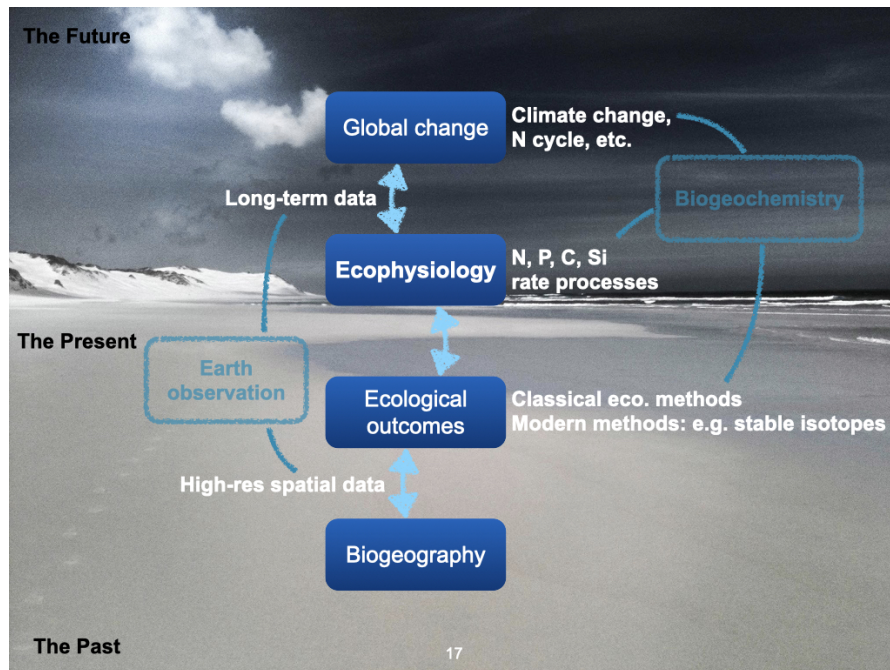 The Future
Global change
Climate change,
N cycle, etc.
Biogeochemistry
Long-term data
Ecophysiology
N, P, C, Si
rate processes
The Present
Earth
observation
Ecological
outcomes
Classical eco. methods
Modern methods: e.g. stable isotopes
High-res spatial data
Biogeography
The Past
17